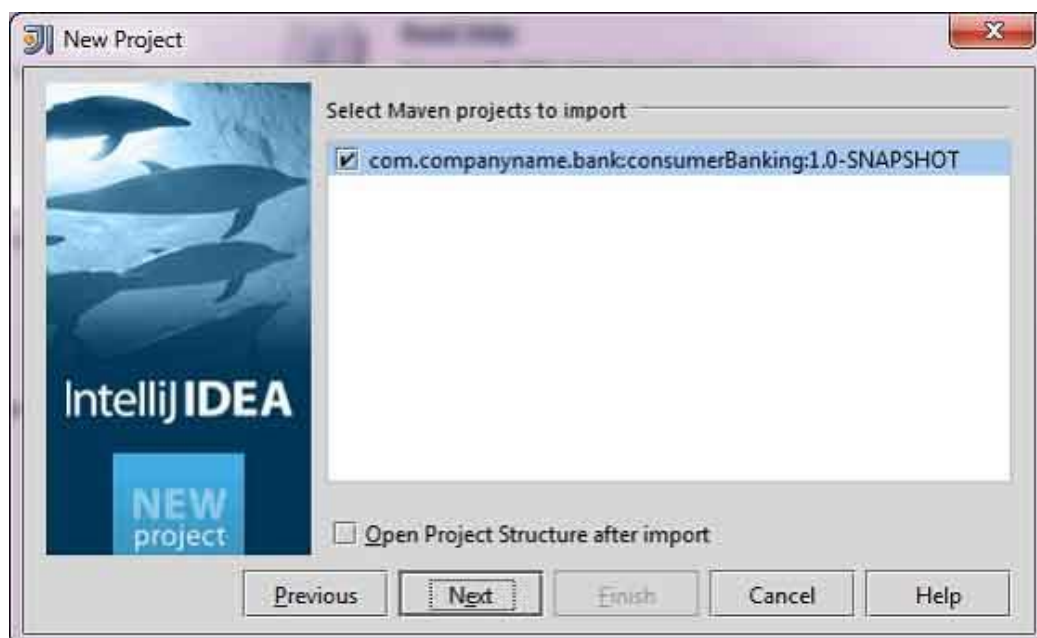 New Project
Select Maven projects to import
com.companyname.bank:consumerBanking:1.0-SNAPSHOT
IntelliJ IDEA
NEW
project
Open Project Structure after import
Previous
Next
Finish
Cancel
Help